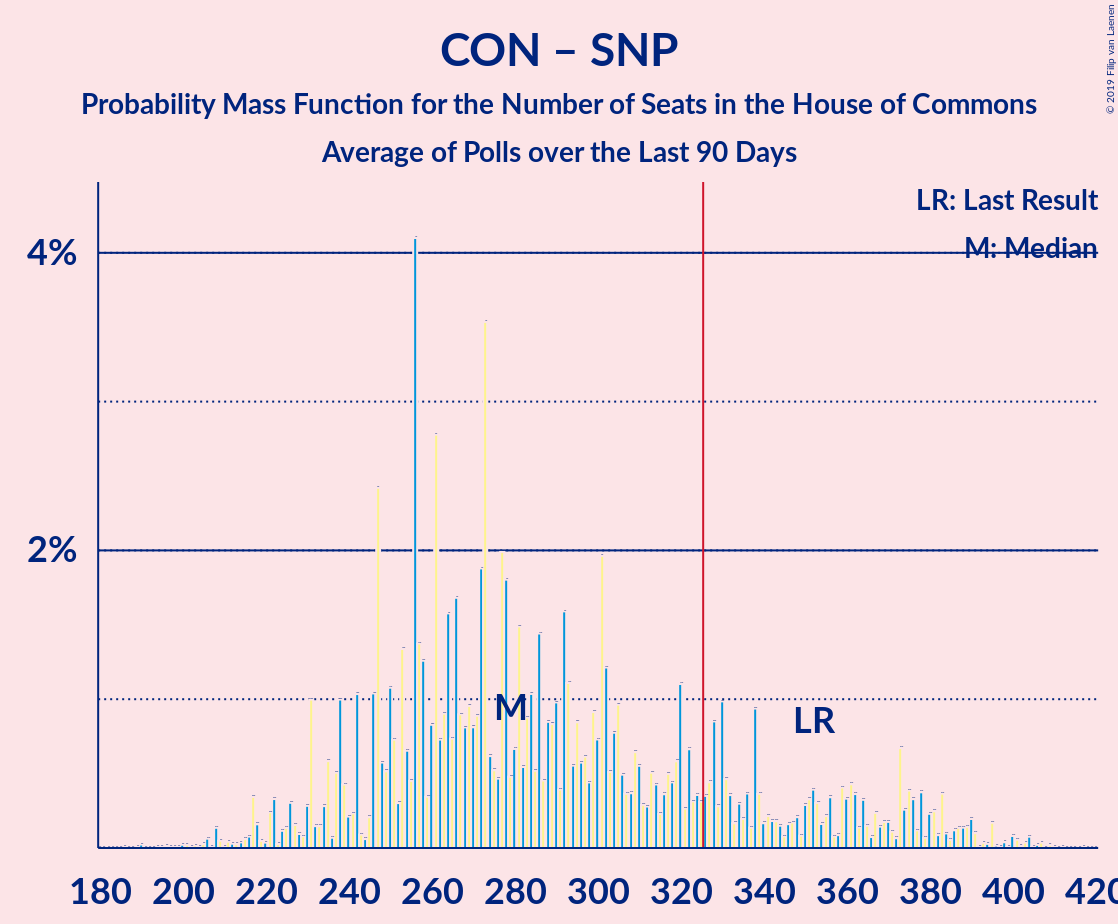 CON – SNP
Probability Mass Function for the Number of Seats in the House of Commons
Average of Polls over the Last 90 Days
© 2019 Filip van Laenen
LR: Last Result
M: Median
4%
2%
M
LR
180 200 220 240 260 280 300 320 340 360 380 400 420